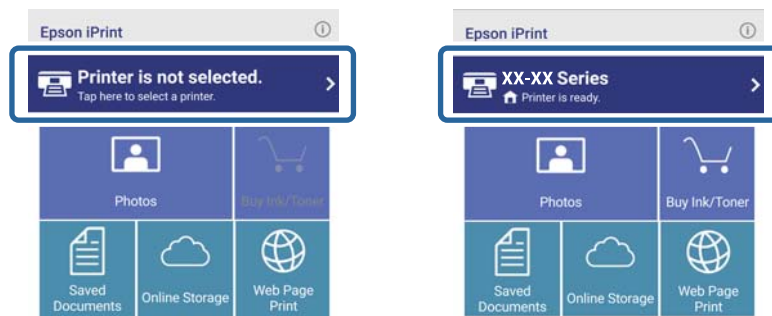 Epson iPrint
Printer is not selected.
Tap here to select a printer.
Photos
Buy Ink/Toner
Saved
Documents
Online Storage
Web Page
Print
Epson iPrint
XX-XX Series
Printer is ready.
Photos
Buy Ink/Toner
Saved
Documents
Online Storage
Web Page
Print